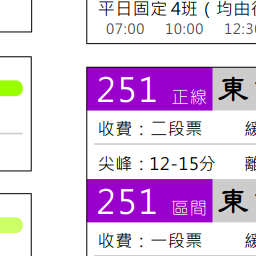 平日固定 4班（均由
07:00 10:00 12:30
251 正線 東
收費：二段票 緩
尖峰：12-15分 離
251 區間 東
收費：一段票 緩